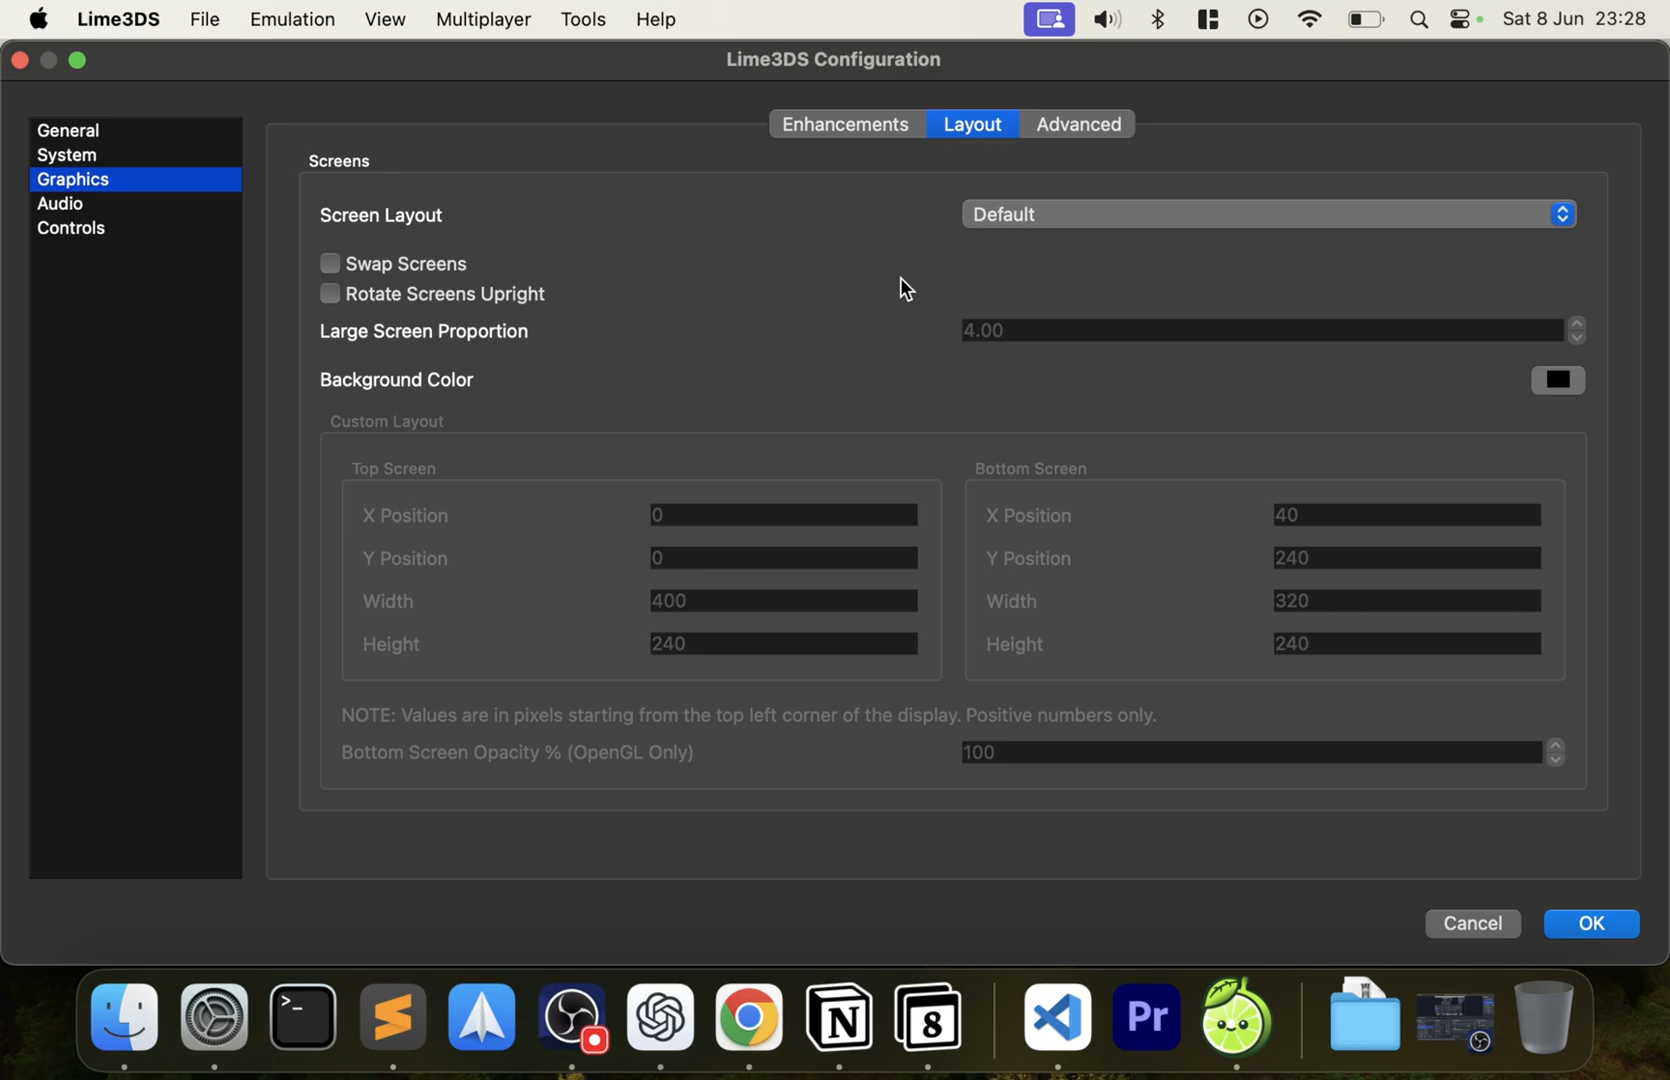 Lime3DS File Emulation View Multiplayer Tools Help Sat 8 Jun 23:28
Lime3DS Configuration
General
System
Graphics
Audio
Controls
Enhancements Layout Advanced
Screens
Screen Layout Default
Swap Screens
Rotate Screens Upright
Large Screen Proportion 4.00
Background Color
Custom Layout
Top Screen
X Position 0
Y Position 0
Width 400
Height 240
Bottom Screen
X Position 40
Y Position 240
Width 320
Height 240
NOTE: Values are in pixels starting from the top left corner of the display. Positive numbers only.
Bottom Screen Opacity % (OpenGL Only) 100
Cancel OK
>_ S N 8 Pr